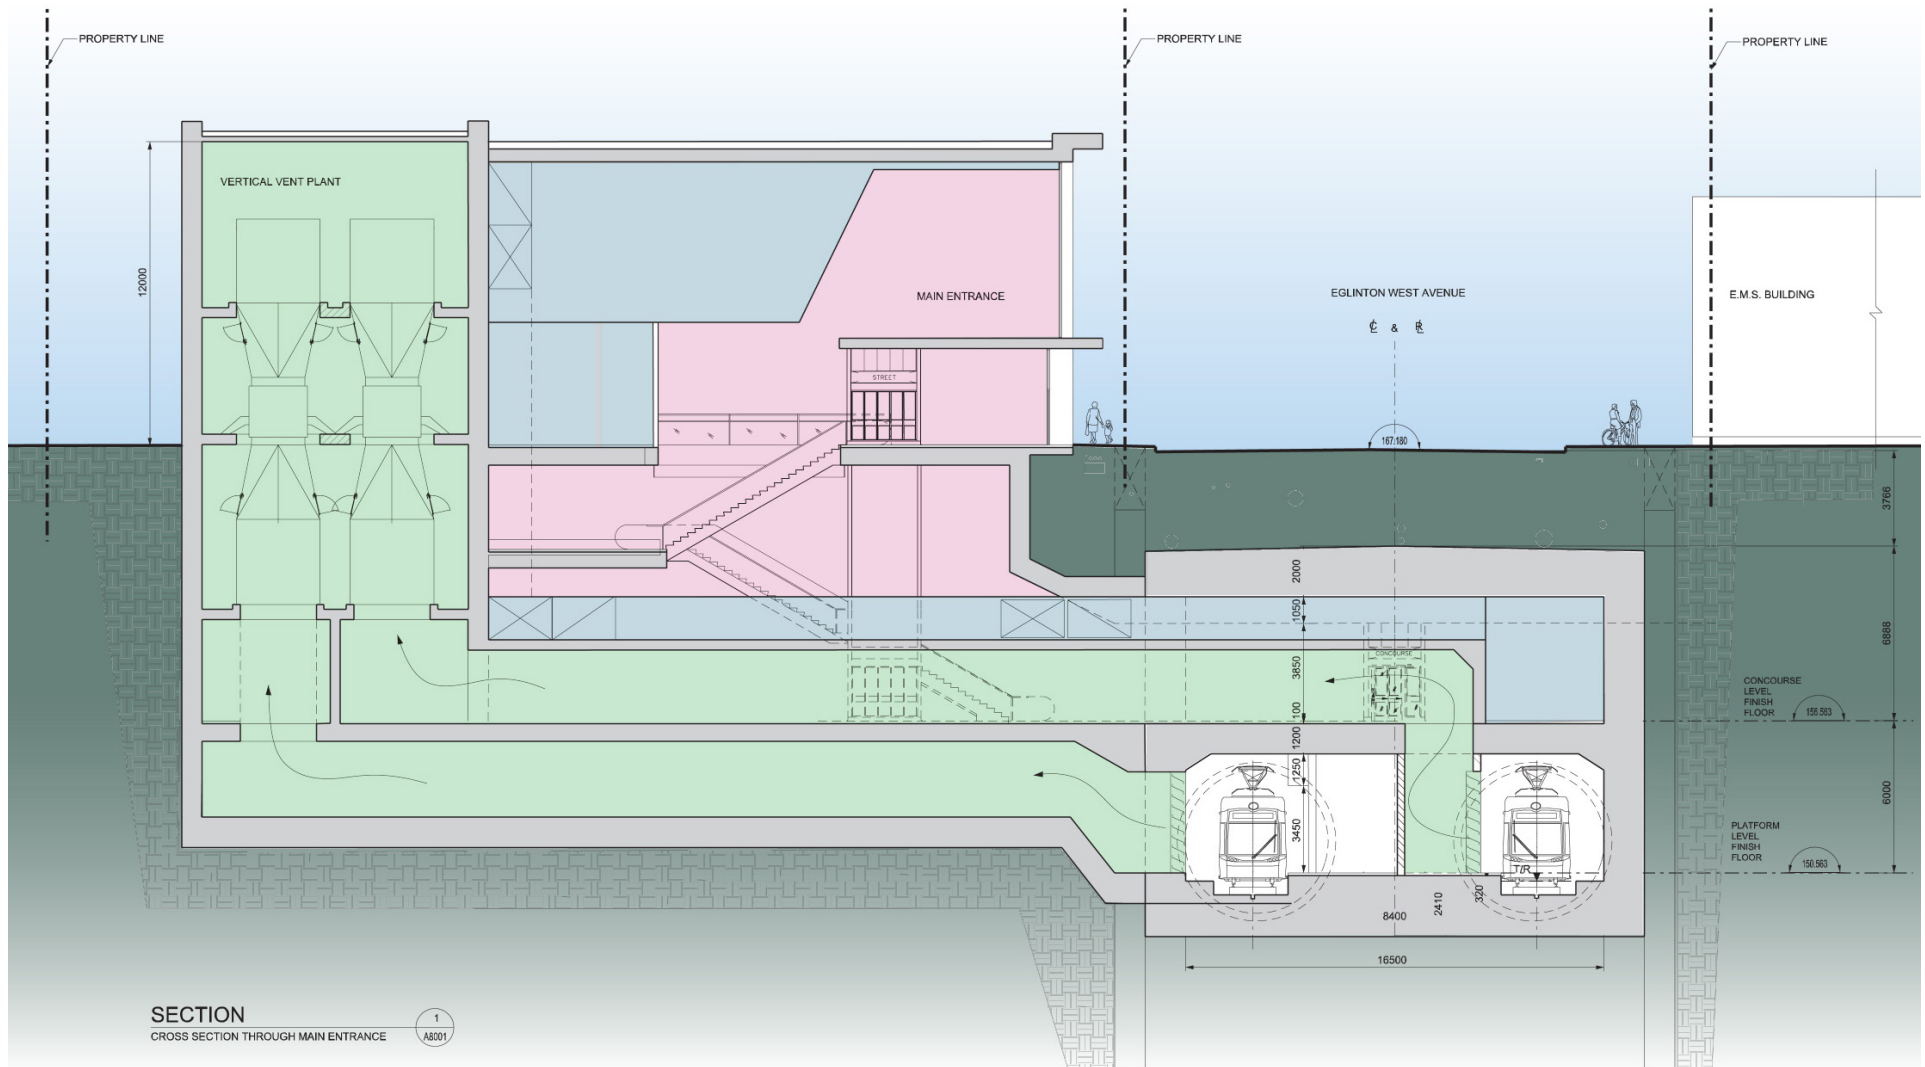 PROPERTY LINE
PROPERTY LINE
PROPERTY LINE
VERTICAL VENT PLANT
12000
MAIN ENTRANCE
STREET
EGLINTON WEST AVENUE
℄ & R
E.M.S. BUILDING
167.180
3766
2000
1050
6888
3850
CONCOURSE
CONCOURSE
LEVEL
FINISH
FLOOR
156.563
100
1200
1250
3450
6000
PLATFORM
LEVEL
FINISH
FLOOR
150.563
T/R
320
2410
8400
16500
SECTION
CROSS SECTION THROUGH MAIN ENTRANCE
1
A8001